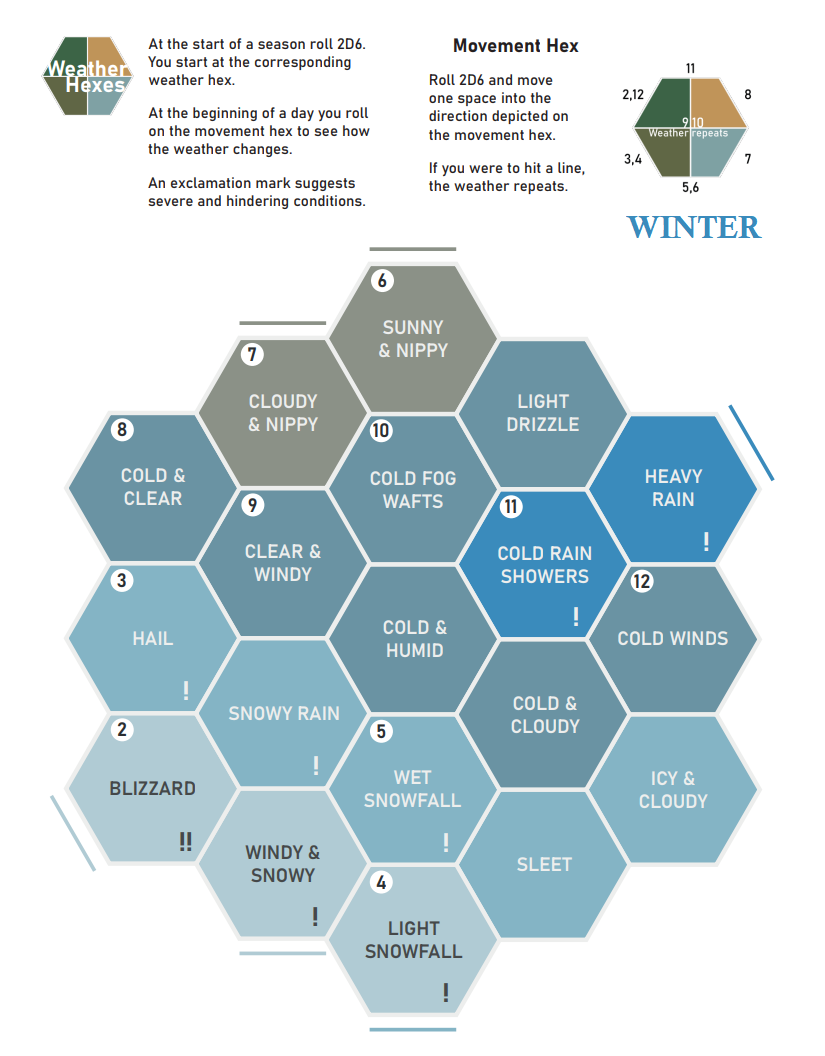 Weather
Hexes
At the start of a season roll 2D6.
You start at the corresponding
weather hex.
At the beginning of a day you roll
on the movement hex to see how
the weather changes.
An exclamation mark suggests
severe and hindering conditions.
Movement Hex
Roll 2D6 and move
one space into the
direction depicted on
the movement hex.
If you were to hit a line,
the weather repeats.
11
2,12
8
9 10
Weather repeats
3,4
7
5,6
WINTER
6
SUNNY
& NIPPY
7
CLOUDY
& NIPPY
LIGHT
DRIZZLE
8
COLD &
CLEAR
10
COLD FOG
WAFTS
HEAVY
RAIN
!
9
CLEAR &
WINDY
11
COLD RAIN
SHOWERS
!
3
HAIL
!
COLD &
HUMID
12
COLD WINDS
SNOWY RAIN
!
COLD &
CLOUDY
2
BLIZZARD
!!
5
WET
SNOWFALL
!
ICY &
CLOUDY
WINDY &
SNOWY
!
SLEET
4
LIGHT
SNOWFALL
!